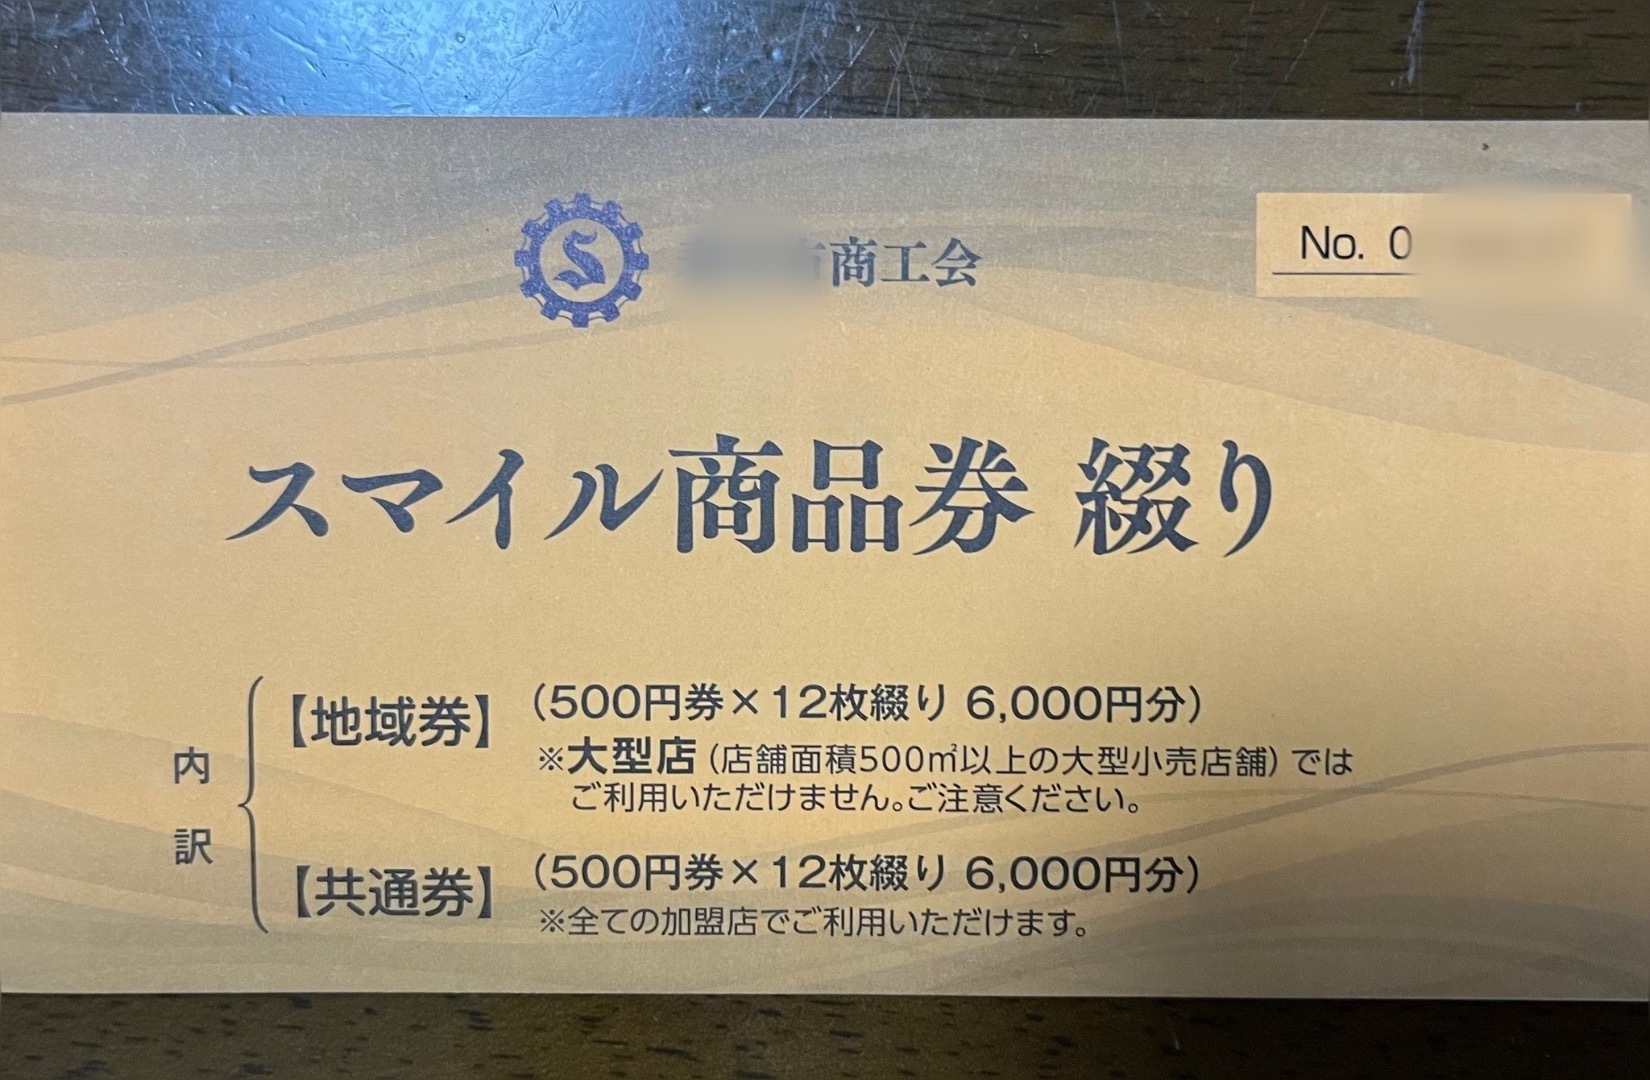 S
商工会
No. 0
スマイル商品券 綴り
内訳
【地域券】(500円券×12枚綴り 6,000円分)
※大型店(店舗面積500㎡以上の大型小売店舗)では
ご利用いただけません。ご注意ください。
【共通券】(500円券×12枚綴り 6,000円分)
※全ての加盟店でご利用いただけます。